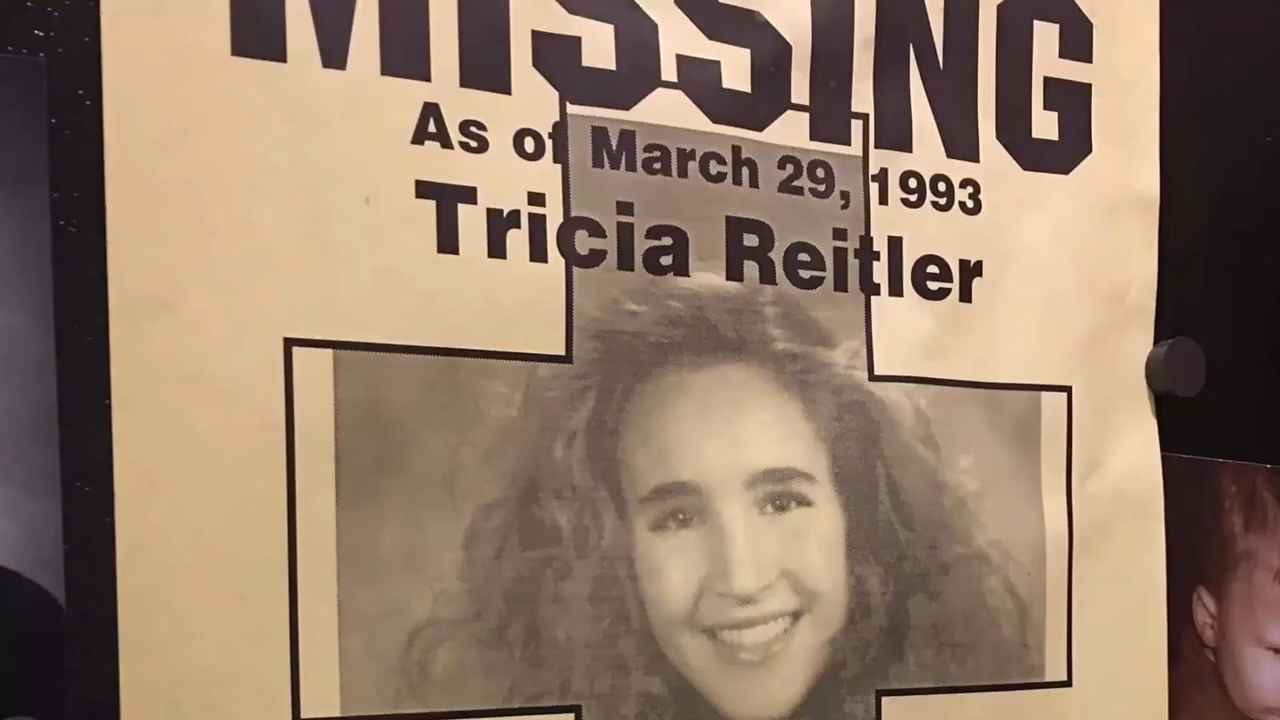 MISSING
As of March 29, 1993
Tricia Reitler